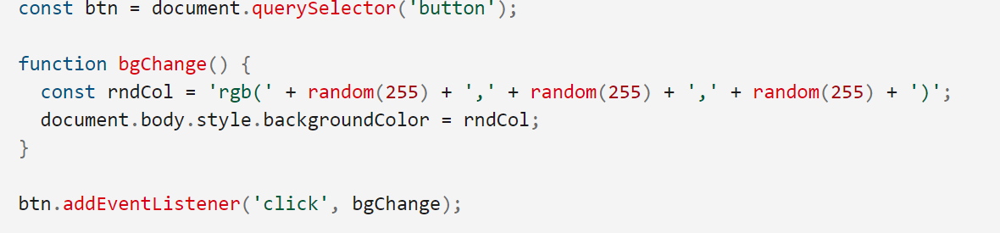 const btn = document.querySelector('button');
function bgChange() {
const rndCol = 'rgb(' + random(255) + ',' + random(255) + ',' + random(255) + ')';
document.body.style.backgroundColor = rndCol;
}
btn.addEventListener('click', bgChange);